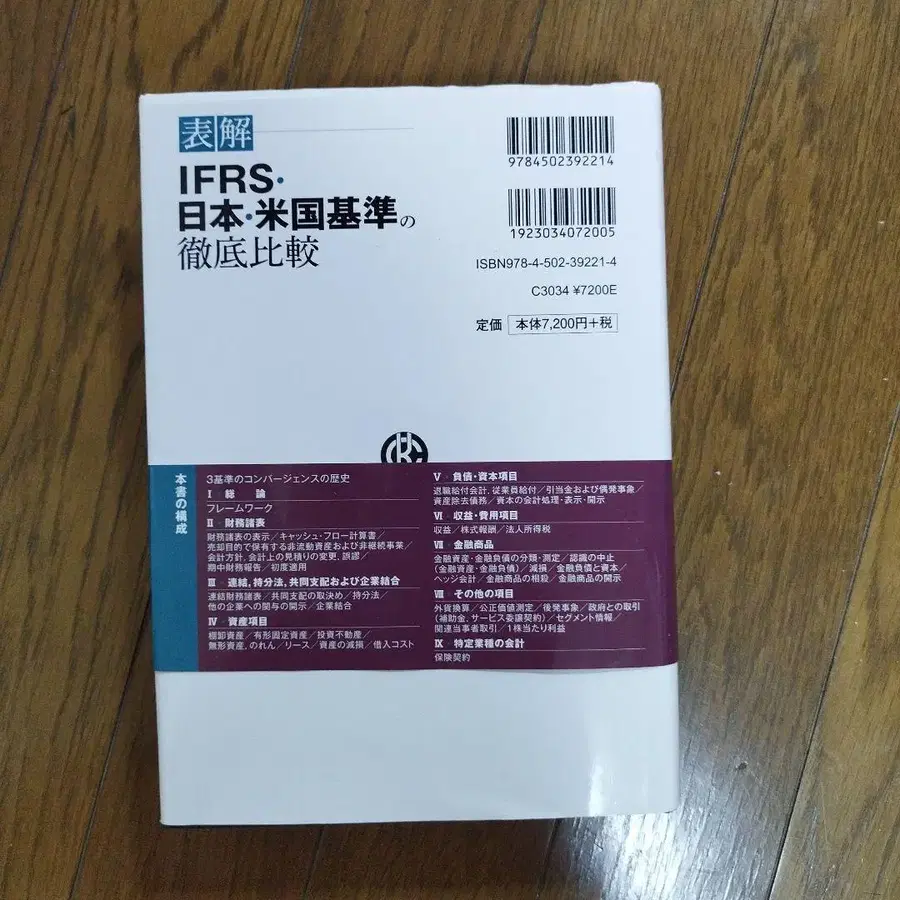 表解
IFRS・
日本・米国基準の
徹底比較
9784502392214
1923034072005
ISBN978-4-502-39221-4
C3034 ¥7200E
定価 本体7,200円+税
本書の構成
3基準のコンバージェンスの歴史
Ⅰ 総 論
フレームワーク
Ⅱ 財務諸表
財務諸表の表示/キャッシュ・フロー計算書/
売却目的で保有する非流動資産および非継続事業/
会計方針,会計上の見積りの変更,誤謬/
期中財務報告/初度適用
Ⅲ 連結,持分法,共同支配および企業結合
連結財務諸表/共同支配の取決め/持分法/
他の企業への関与の開示/企業結合
Ⅳ 資産項目
棚卸資産/有形固定資産/投資不動産/
無形資産,のれん/リース/資産の減損/借入コスト
Ⅴ 負債・資本項目
退職給付会計,従業員給付/引当金および偶発事象/
資産除去債務/資本の会計処理・表示・開示
Ⅵ 収益・費用項目
収益/株式報酬/法人所得税
Ⅶ 金融商品
金融資産・金融負債の分類・測定/認識の中止
(金融資産・金融負債)/減損/金融負債と資本/
ヘッジ会計/金融商品の相殺/金融商品の開示
Ⅷ その他の項目
外貨換算/公正価値測定/後発事象/政府との取引
(補助金,サービス委譲契約)/セグメント情報/
関連当事者取引/1株当たり利益
Ⅸ 特定業種の会計
保険契約